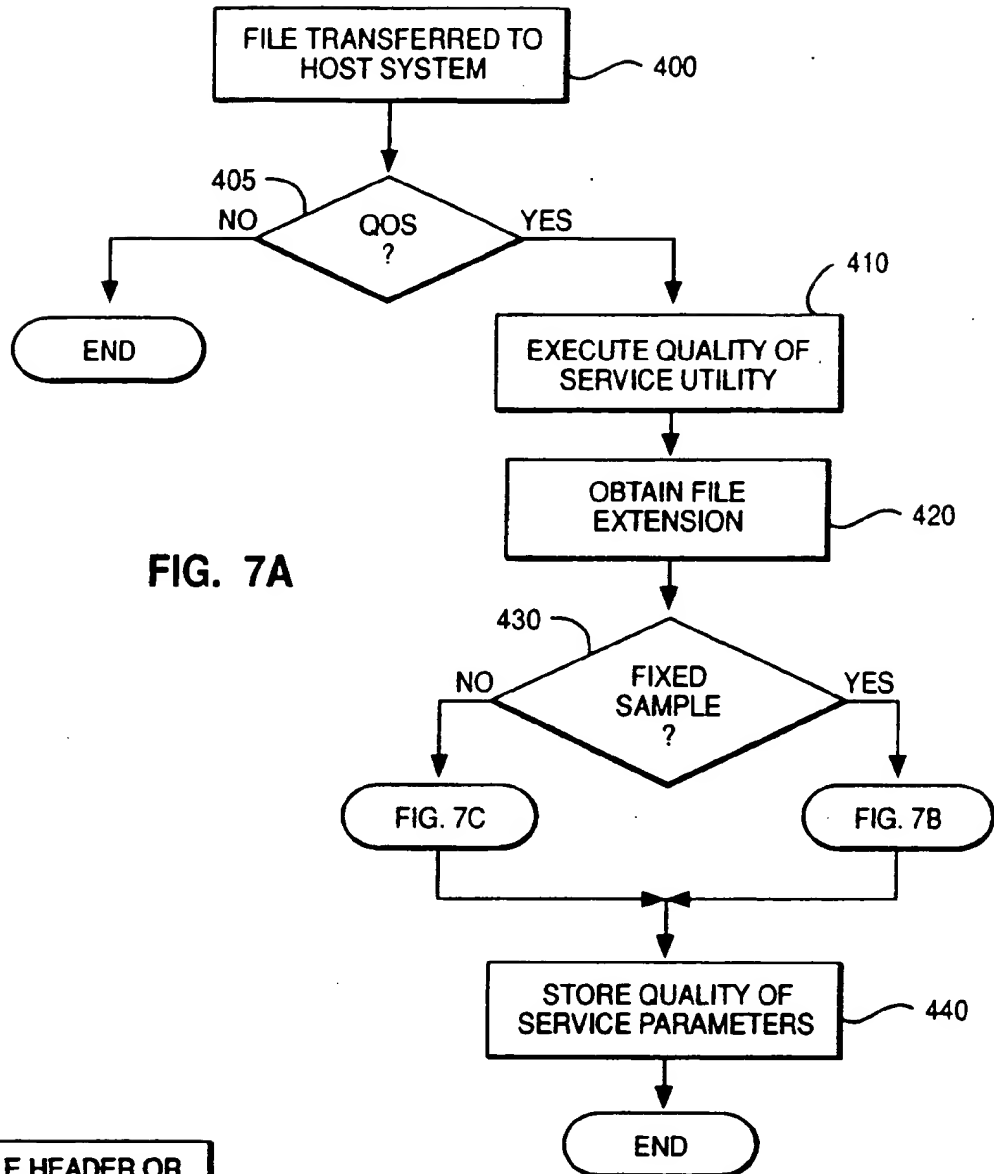 FILE TRANSFERRED TO
HOST SYSTEM
400
405
NO
QOS
?
YES
410
END
EXECUTE QUALITY OF
SERVICE UTILITY
OBTAIN FILE
EXTENSION
420
FIG. 7A
430
NO
FIXED
SAMPLE
?
YES
FIG. 7C
FIG. 7B
STORE QUALITY OF
SERVICE PARAMETERS
440
END
HEADER OR